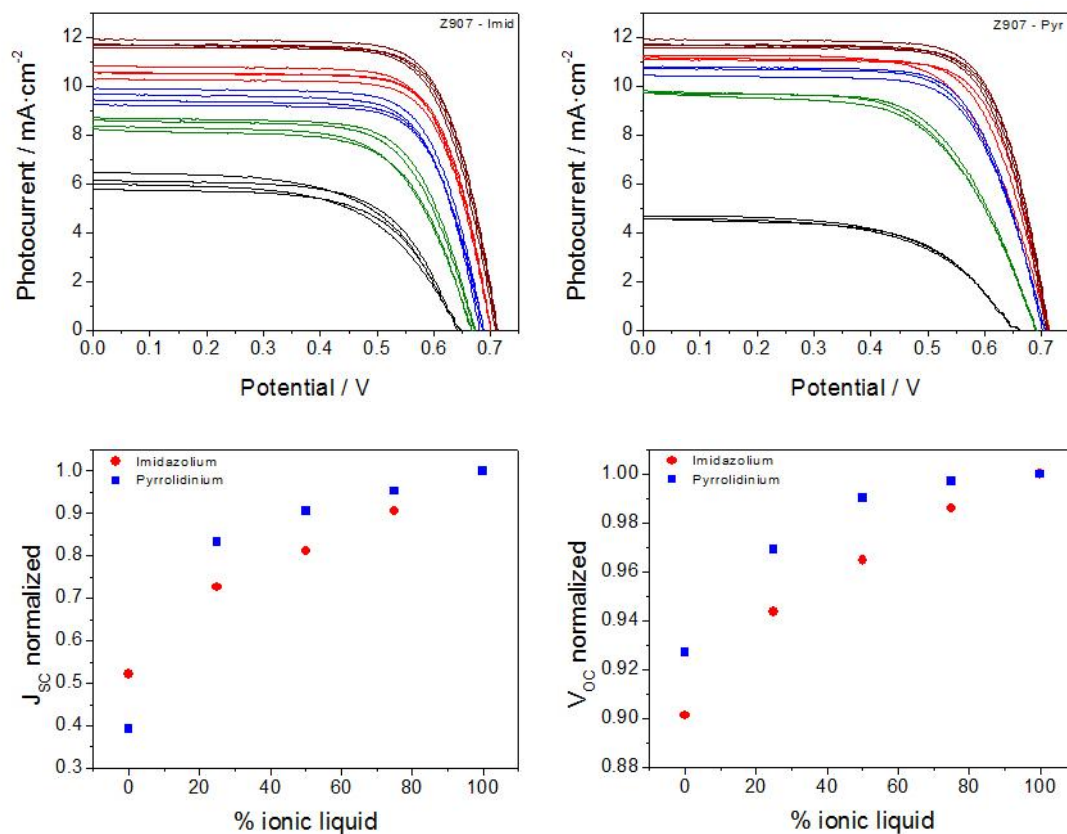 Z907 - Imid
12
10
8
6
4
2
0
0.0 0.1 0.2 0.3 0.4 0.5 0.6 0.7
Photocurrent / mA·cm-2
Potential / V
Z907 - Pyr
12
10
8
6
4
2
0
0.0 0.1 0.2 0.3 0.4 0.5 0.6 0.7
Photocurrent / mA·cm-2
Potential / V
Imidazolium
Pyrrolidinium
1.0
0.9
0.8
0.7
0.6
0.5
0.4
0.3
0 20 40 60 80 100
JSC normalized
% ionic liquid
Imidazolium
Pyrrolidinium
1.00
0.98
0.96
0.94
0.92
0.90
0.88
0 20 40 60 80 100
VOC normalized
% ionic liquid